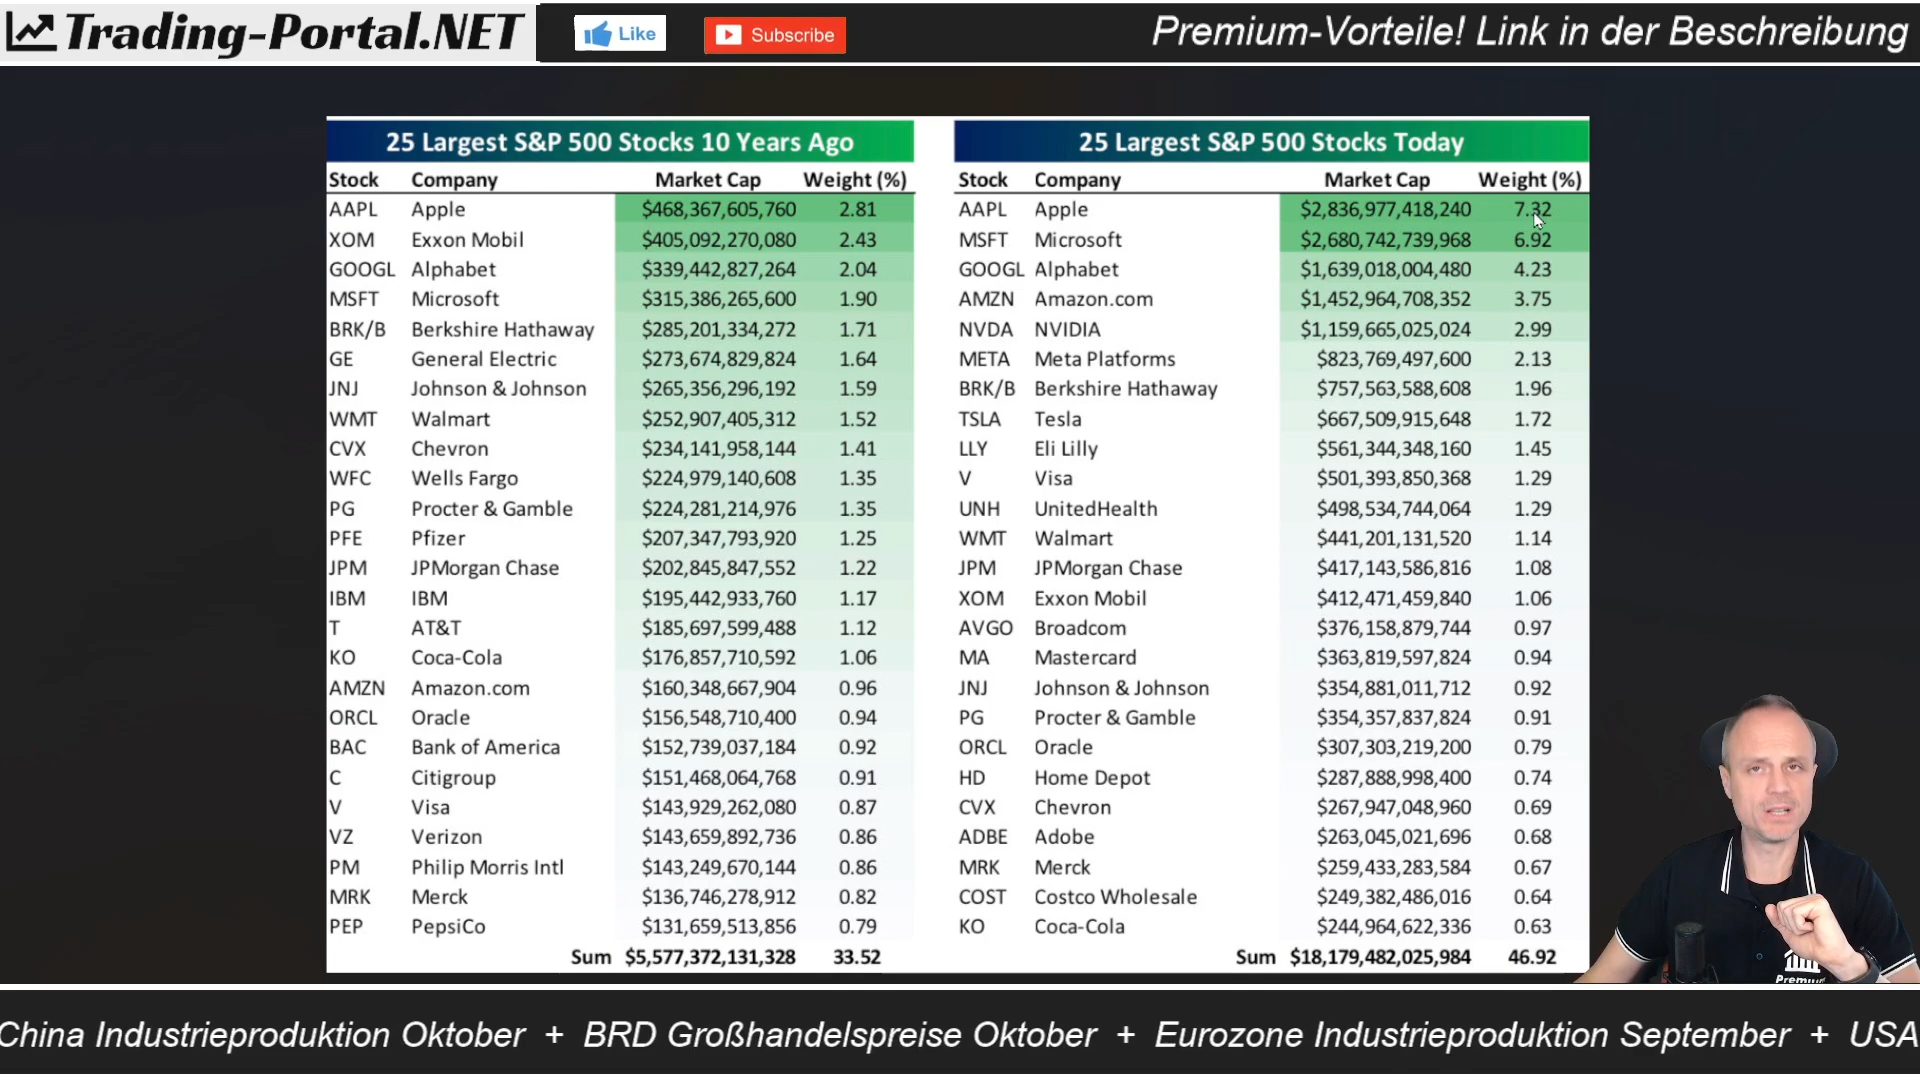 Trading-Portal.NET
Like
Subscribe
Premium-Vorteile! Link in der Beschreibung
25 Largest S&P 500 Stocks 10 Years Ago
Stock Company Market Cap Weight (%)
AAPL Apple $468,367,605,760 2.81
XOM Exxon Mobil $405,092,270,080 2.43
GOOGL Alphabet $339,442,827,264 2.04
MSFT Microsoft $315,386,265,600 1.90
BRK/B Berkshire Hathaway $285,201,334,272 1.71
GE General Electric $273,674,829,824 1.64
JNJ Johnson & Johnson $265,356,296,192 1.59
WMT Walmart $252,907,405,312 1.52
CVX Chevron $234,141,958,144 1.41
WFC Wells Fargo $224,979,140,608 1.35
PG Procter & Gamble $224,281,214,976 1.35
PFE Pfizer $207,347,793,920 1.25
JPM JPMorgan Chase $202,845,847,552 1.22
IBM IBM $195,442,933,760 1.17
T AT&T $185,697,599,488 1.12
KO Coca-Cola $176,857,710,592 1.06
AMZN Amazon.com $160,348,667,904 0.96
ORCL Oracle $156,548,710,400 0.94
BAC Bank of America $152,739,037,184 0.92
C Citigroup $151,468,064,768 0.91
V Visa $143,929,262,080 0.87
VZ Verizon $143,659,892,736 0.86
PM Philip Morris Intl $143,249,670,144 0.86
MRK Merck $136,746,278,912 0.82
PEP PepsiCo $131,659,513,856 0.79
Sum $5,577,372,131,328 33.52
25 Largest S&P 500 Stocks Today
Stock Company Market Cap Weight (%)
AAPL Apple $2,836,977,418,240 7.32
MSFT Microsoft $2,680,742,739,968 6.92
GOOGL Alphabet $1,639,018,004,480 4.23
AMZN Amazon.com $1,452,964,708,352 3.75
NVDA NVIDIA $1,159,665,025,024 2.99
META Meta Platforms $823,769,497,600 2.13
BRK/B Berkshire Hathaway $757,563,588,608 1.96
TSLA Tesla $667,509,915,648 1.72
LLY Eli Lilly $561,344,348,160 1.45
V Visa $501,393,850,368 1.29
UNH UnitedHealth $498,534,744,064 1.29
WMT Walmart $441,201,131,520 1.14
JPM JPMorgan Chase $417,143,586,816 1.08
XOM Exxon Mobil $412,471,459,840 1.06
AVGO Broadcom $376,158,879,744 0.97
MA Mastercard $363,819,597,824 0.94
JNJ Johnson & Johnson $354,881,011,712 0.92
PG Procter & Gamble $354,357,837,824 0.91
ORCL Oracle $307,303,219,200 0.79
HD Home Depot $287,888,998,400 0.74
CVX Chevron $267,947,048,960 0.69
ADBE Adobe $263,045,021,696 0.68
MRK Merck $259,433,283,584 0.67
COST Costco Wholesale $249,382,486,016 0.64
KO Coca-Cola $244,964,622,336 0.63
Sum $18,179,482,025,984 46.92
Premium
China Industrieproduktion Oktober + BRD Großhandelspreise Oktober + Eurozone Industrieproduktion September + USA